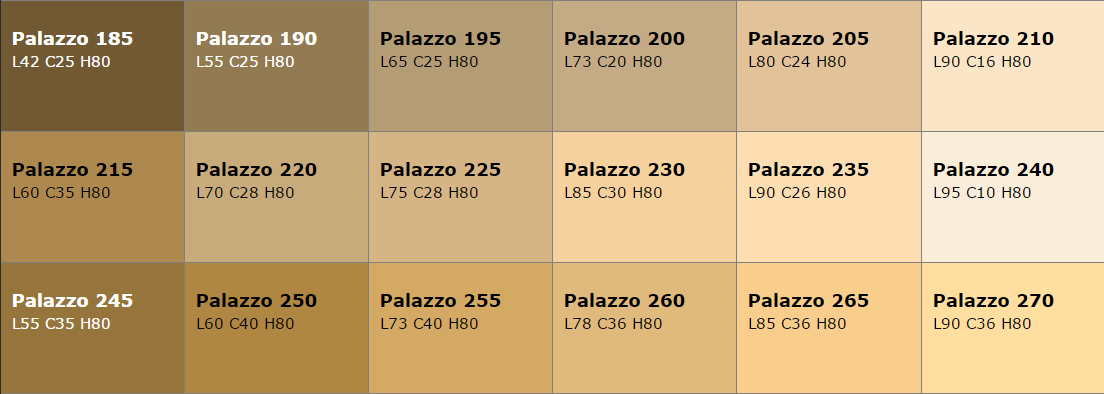 Palazzo 185
L42 C25 H80
Palazzo 190
L55 C25 H80
Palazzo 195
L65 C25 H80
Palazzo 200
L73 C20 H80
Palazzo 205
L80 C24 H80
Palazzo 210
L90 C16 H80
Palazzo 215
L60 C35 H80
Palazzo 220
L70 C28 H80
Palazzo 225
L75 C28 H80
Palazzo 230
L85 C30 H80
Palazzo 235
L90 C26 H80
Palazzo 240
L95 C10 H80
Palazzo 245
L55 C35 H80
Palazzo 250
L60 C40 H80
Palazzo 255
L73 C40 H80
Palazzo 260
L78 C36 H80
Palazzo 265
L85 C36 H80
Palazzo 270
L90 C36 H80